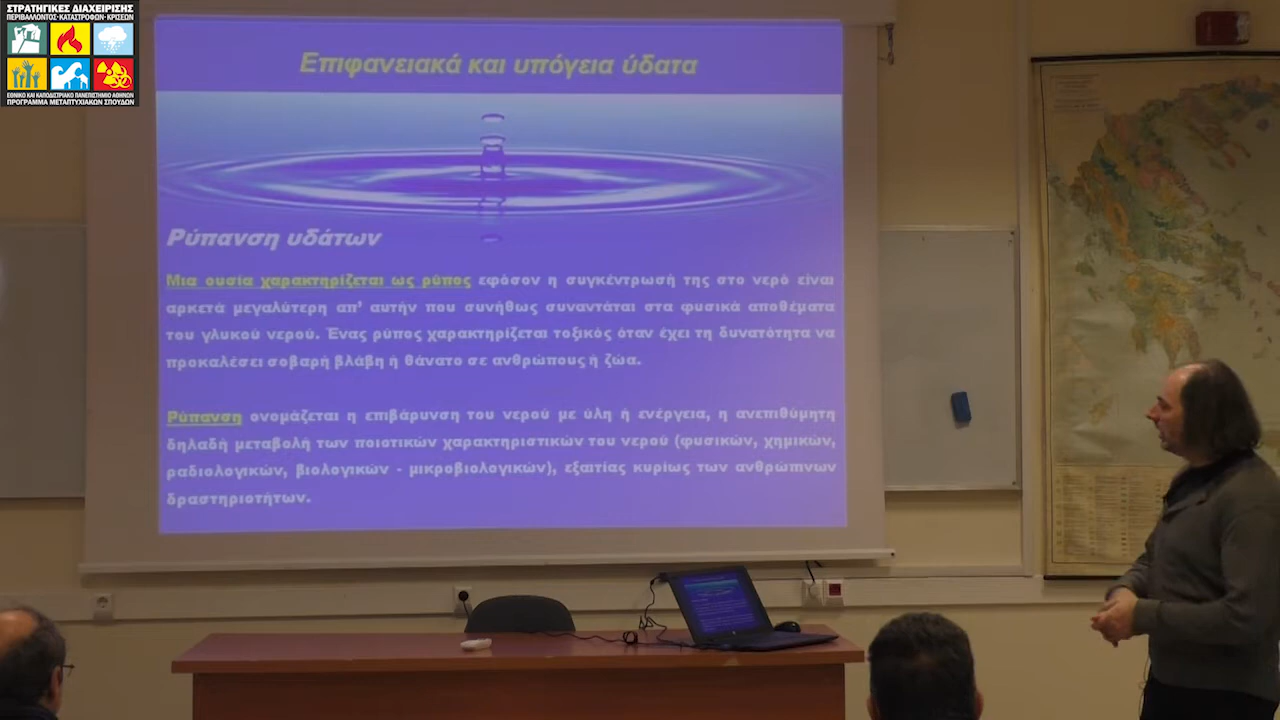 ΣΤΡΑΤΗΓΙΚΕΣ ΔΙΑΧΕΙΡΙΣΗΣ
ΠΕΡΙΒΑΛΛΟΝΤΟΣ·ΚΑΤΑΣΤΡΟΦΩΝ·ΚΡΙΣΕΩΝ
ΕΘΝΙΚΟ ΚΑΙ ΚΑΠΟΔΙΣΤΡΙΑΚΟ ΠΑΝΕΠΙΣΤΗΜΙΟ ΑΘΗΝΩΝ
ΠΡΟΓΡΑΜΜΑ ΜΕΤΑΠΤΥΧΙΑΚΩΝ ΣΠΟΥΔΩΝ
Επιφανειακά και υπόγεια ύδατα
Ρύπανση υδάτων
Μια ουσία χαρακτηρίζεται ως ρύπος εφόσον η συγκέντρωσή της στο νερό είναι
αρκετά μεγαλύτερη απ' αυτήν που συνήθως συναντάται στα φυσικά αποθέματα
του γλυκού νερού. Ένας ρύπος χαρακτηρίζεται τοξικός όταν έχει τη δυνατότητα να
προκαλέσει σοβαρή βλάβη ή θάνατο σε ανθρώπους ή ζώα.
Ρύπανση ονομάζεται η επιβάρυνση του νερού με ύλη ή ενέργεια, η ανεπιθύμητη
δηλαδή μεταβολή των ποιοτικών χαρακτηριστικών του νερού (φυσικών, χημικών,
ραδιολογικών, βιολογικών - μικροβιολογικών), εξαιτίας κυρίως των ανθρώπνων
δραστηριοτήτων.